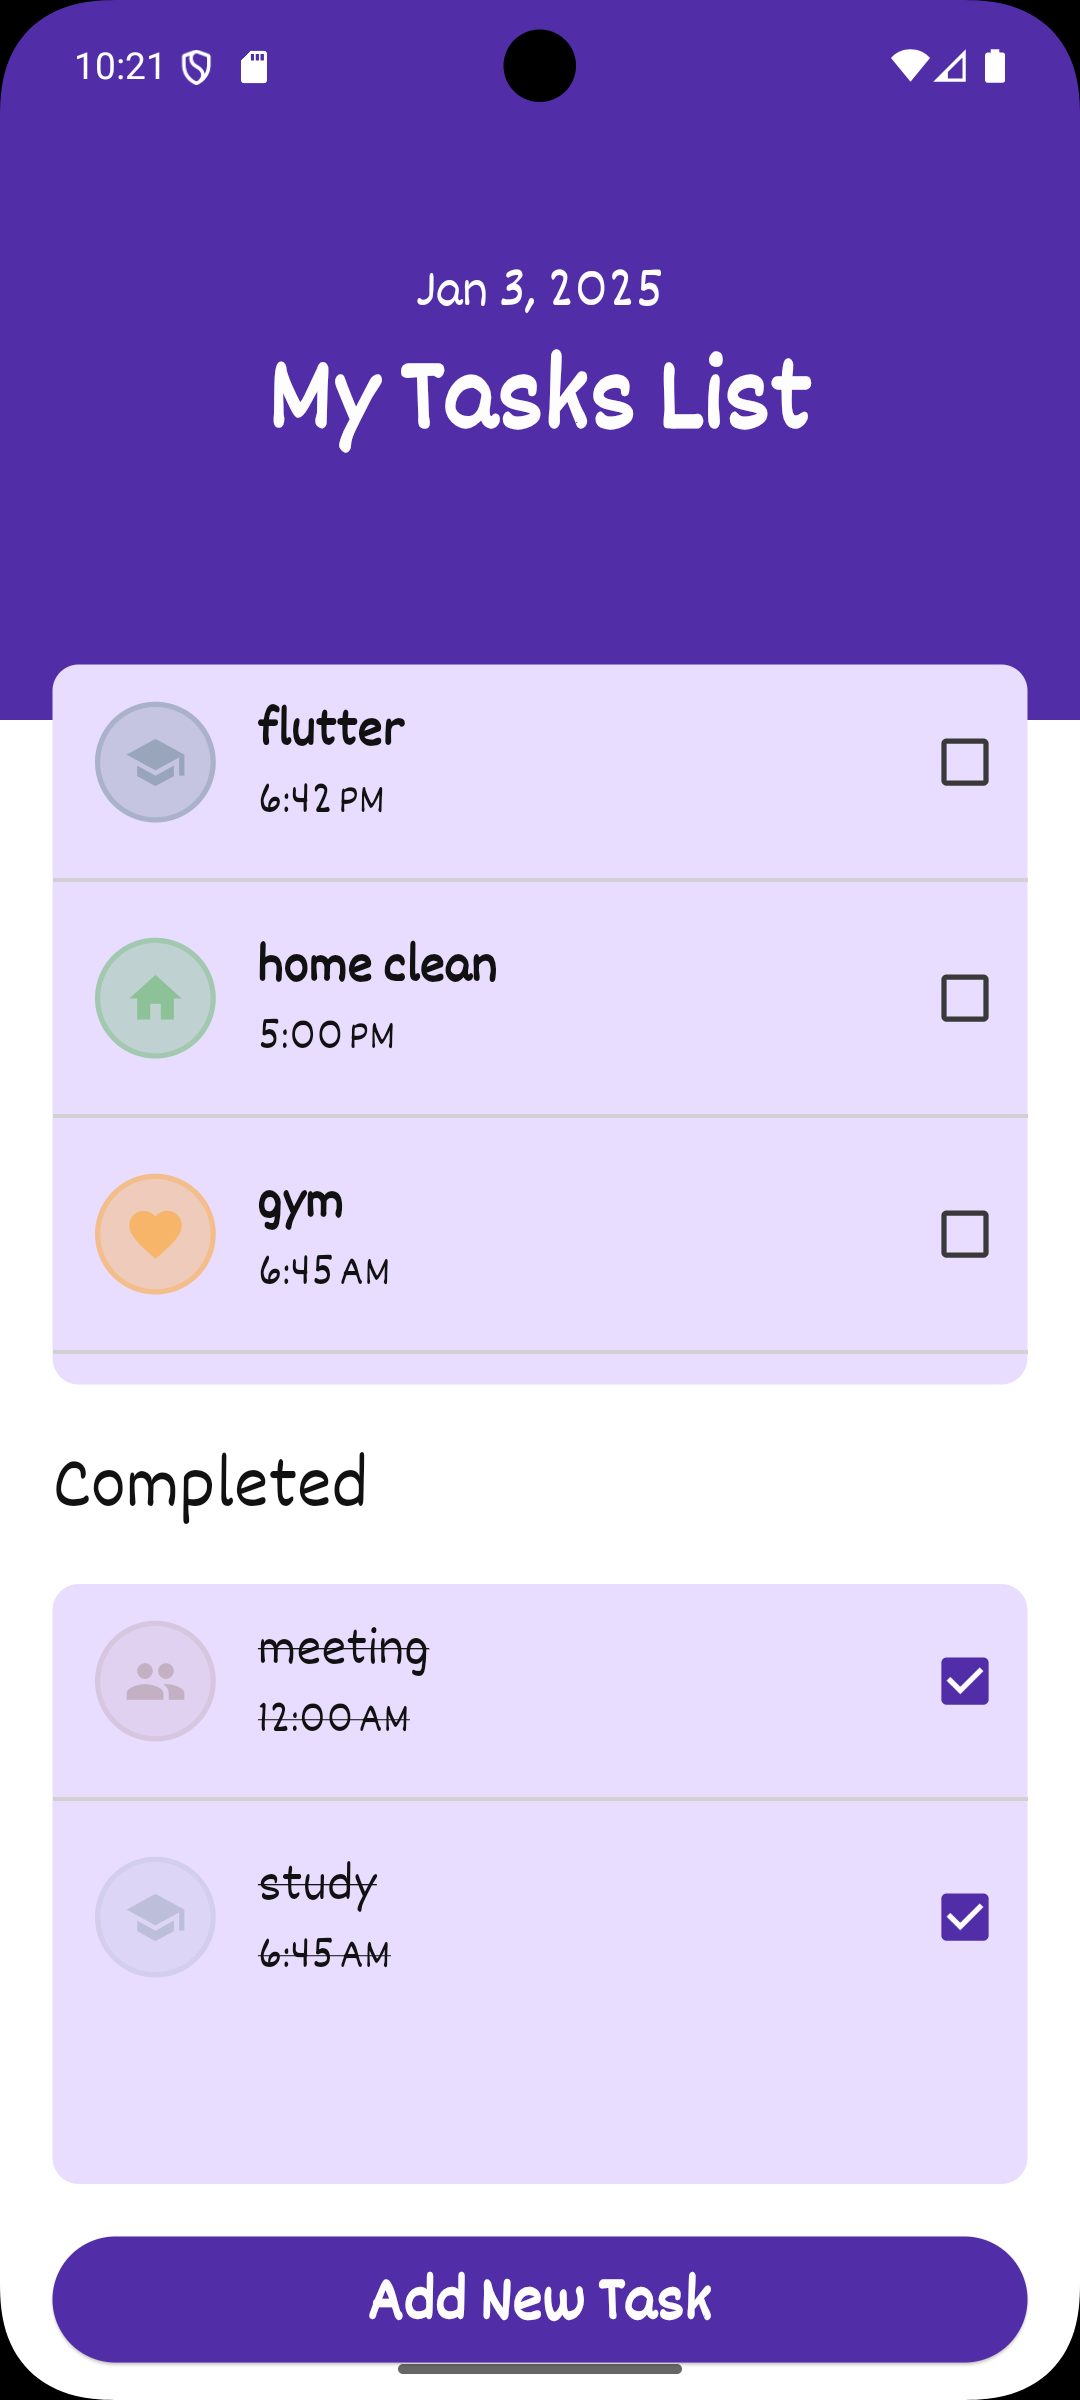 10:21
Jan 3, 2025
My Tasks List
flutter
6:42 PM
home clean
5:00 PM
gym
6:45 AM
Completed
meeting
12:00 AM
study
6:45 AM
Add New Task